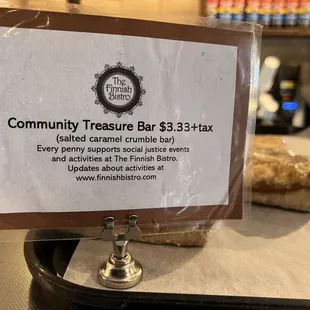 The
Finnish
Bistro
Community Treasure Bar $3.33+tax
(salted caramel crumble bar)
Every penny supports social justice events
and activities at The Finnish Bistro.
Updates about activities at
www.finnishbistro.com